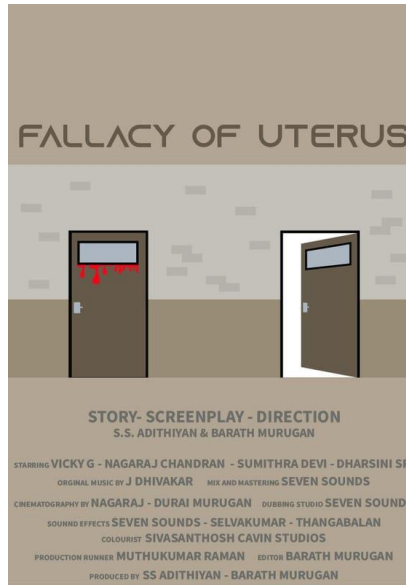 FALLACY OF UTERUS
STORY- SCREENPLAY - DIRECTION
S.S. ADITHIYAN & BARATH MURUGAN
STARRING VICKY G - NAGARAJ CHANDRAN - SUMITHRA DEVI - DHARSINI
ORGINAL MUSIC BY J DHIVAKAR MIX AND MASTERING SEVEN SOUNDS
CINEMATOGRAPHY BY NAGARAJ - DURAI MURUGAN DUBBING STUDIO SEVEN SOUND
SOUNND EFFECTS SEVEN SOUNDS - SELVAKUMAR - THANGABALAN
COLOURIST SIVASANTHOSH CAVIN STUDIOS
PRODUCTION RUNNER MUTHUKUMAR RAMAN EDITOR BARATH MURUGAN
PRODUCED BY SS ADITHIYAN - BARATH MURUGAN